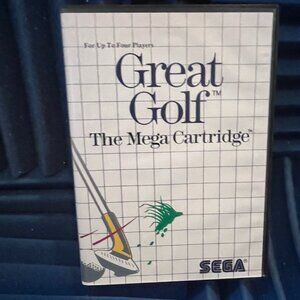 For Up To Four Players
Great
Golf™
The Mega Cartridge™
SEGA